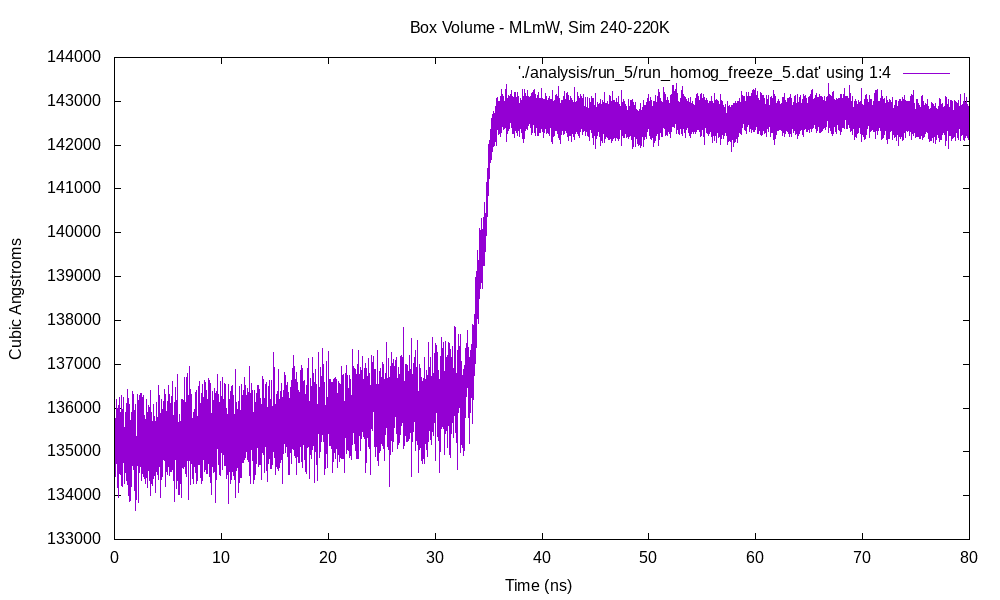 Box Volume - MLmW, Sim 240-220K
'./analysis/run_5/run_homog_freeze_5.dat' using 1:4
144000
143000
142000
141000
140000
139000
138000
137000
136000
135000
134000
133000
Cubic Angstroms
0 10 20 30 40 50 60 70 80
Time (ns)